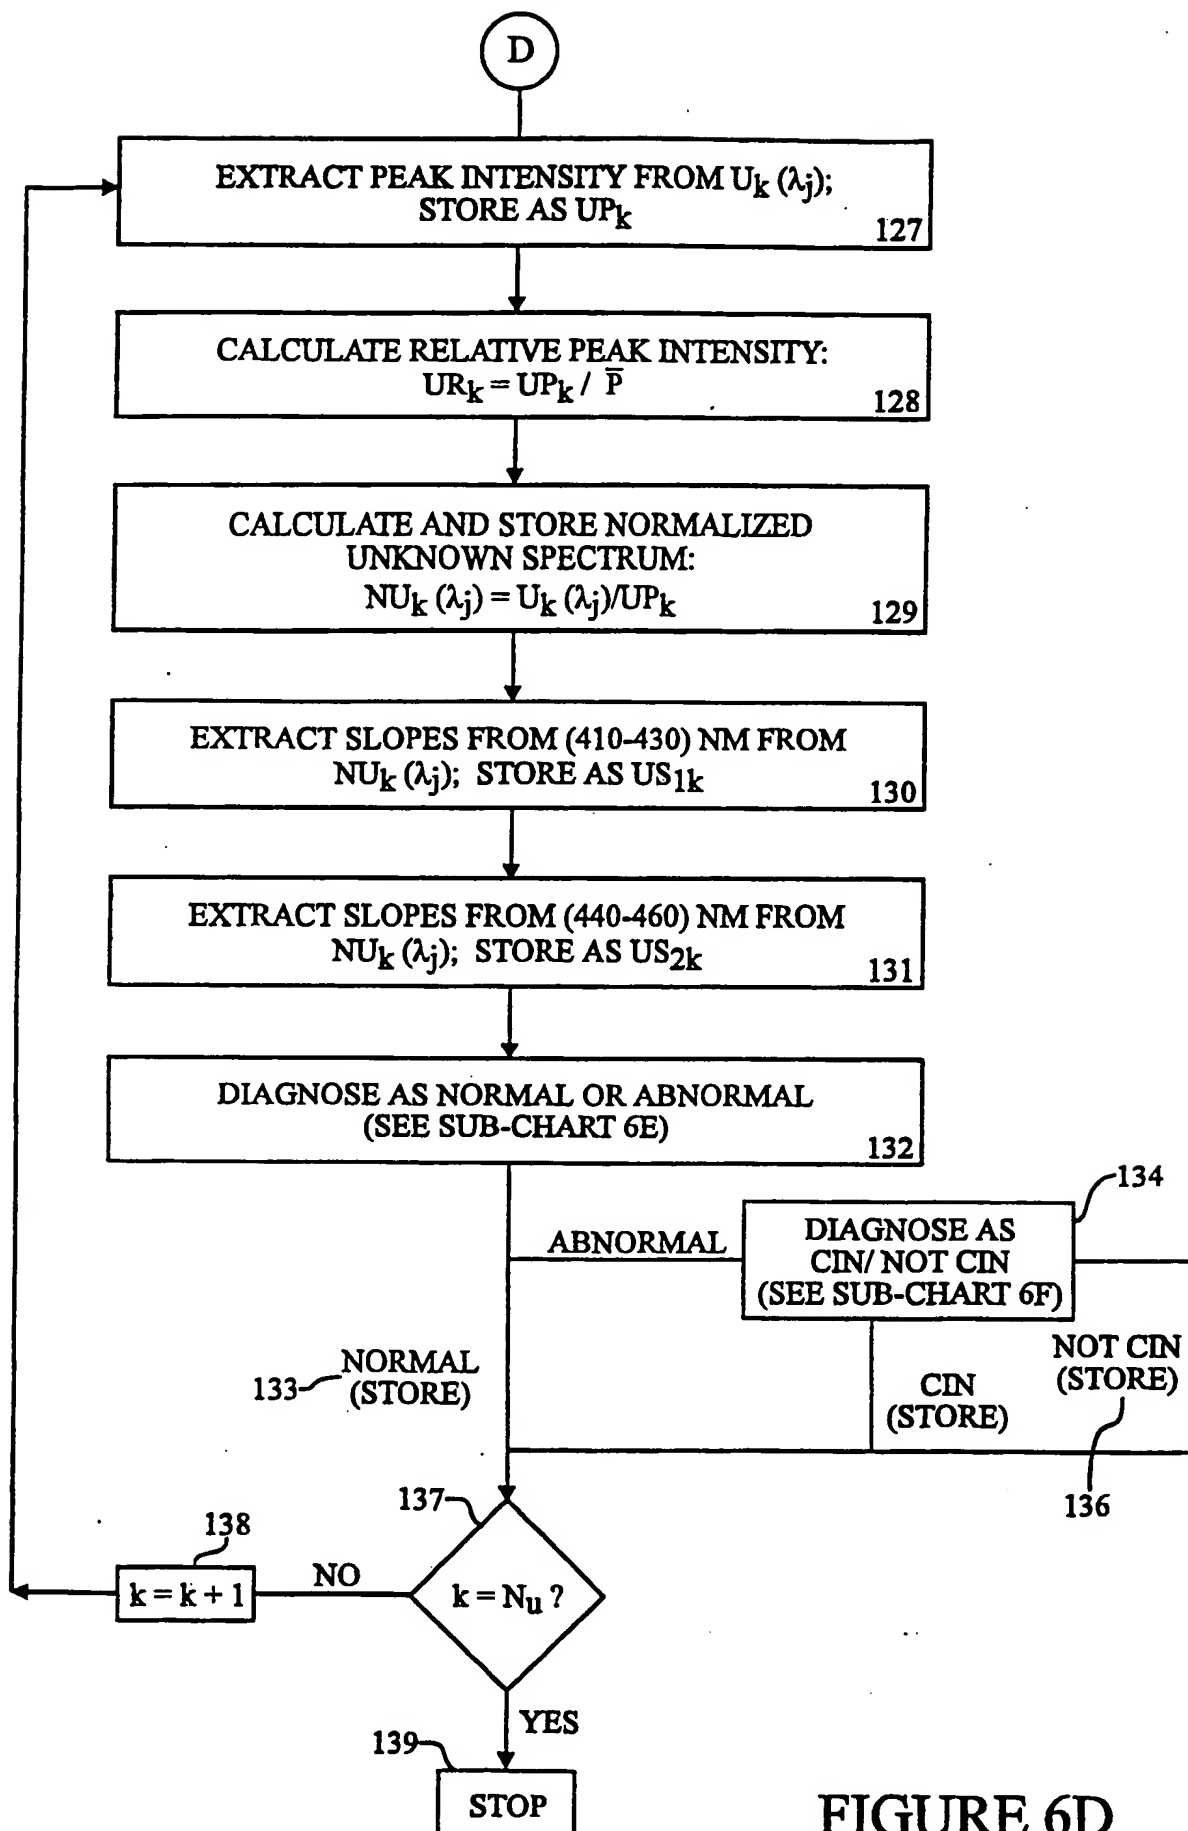 D
EXTRACT PEAK INTENSITY FROM Uk (λj);
STORE AS UPk
127
CALCULATE RELATIVE PEAK INTENSITY:
URk = UPk / P̅
128
CALCULATE AND STORE NORMALIZED
UNKNOWN SPECTRUM:
NUk (λj) = Uk (λj)/UPk
129
EXTRACT SLOPES FROM (410-430) NM FROM
NUk (λj); STORE AS US1k
130
EXTRACT SLOPES FROM (440-460) NM FROM
NUk (λj); STORE AS US2k
131
DIAGNOSE AS NORMAL OR ABNORMAL
(SEE SUB-CHART 6E)
132
134
ABNORMAL
DIAGNOSE AS
CIN/ NOT CIN
(SEE SUB-CHART 6F)
133
NORMAL
(STORE)
CIN
(STORE)
NOT CIN
(STORE)
136
137
138
k = k + 1
NO
k = Nu ?
YES
139
STOP
FIGURE 6D